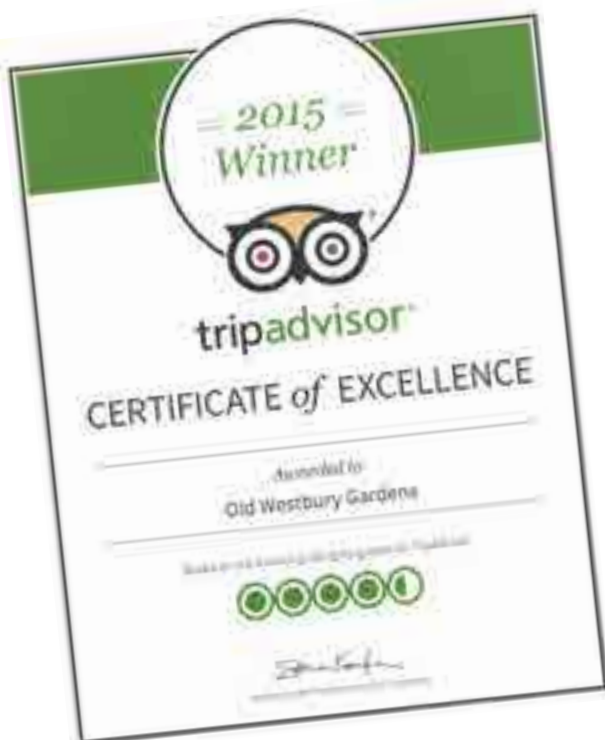 2015
Winner
tripadvisor
CERTIFICATE of EXCELLENCE
Awarded to
Old Westbury Gardens